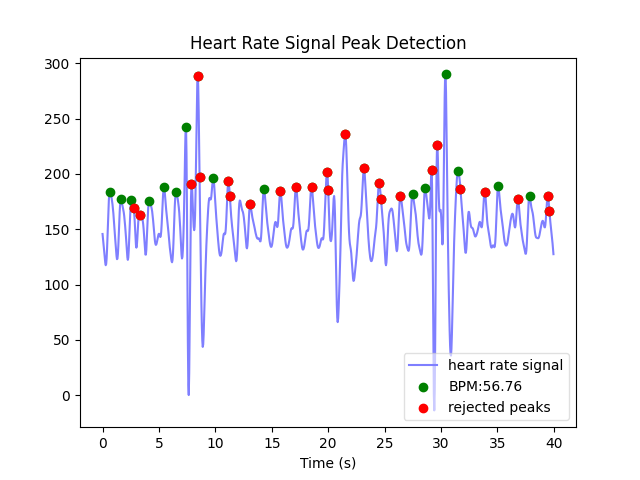 Heart Rate Signal Peak Detection
300
250
200
150
100
50
0
heart rate signal
BPM:56.76
rejected peaks
0 5 10 15 20 25 30 35 40
Time (s)